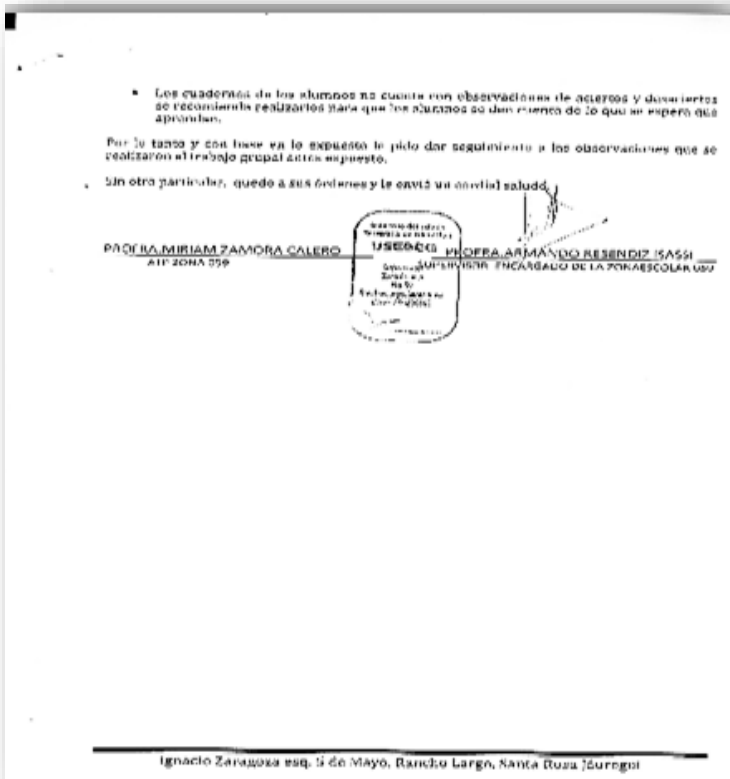 • Los cuadernos de los alumnos no cuenta con observaciones de aciertos y desaciertos
se recomienda realizarlos para que los alumnos se den cuenta de lo que se espera que
aprendan.
Por lo tanto y con base en lo expuesto le pido dar seguimiento a las observaciones que se
realizaron al trabajo grupal antes expuesto.
Sin otro particular, quedo a sus órdenes y le envió un cordial saludo
PROFRA.MIRIAM ZAMORA CALERO
ATP ZONA 059
USEBEQ
PROFRA.ARMANDO RESENDIZ ISASSI
SUPERVISOR ENCARGADO DE LA ZONAESCOLAR
Ignacio Zaragoza esq. 5 de Mayo, Rancho Largo, Santa Rosa Jáuregui